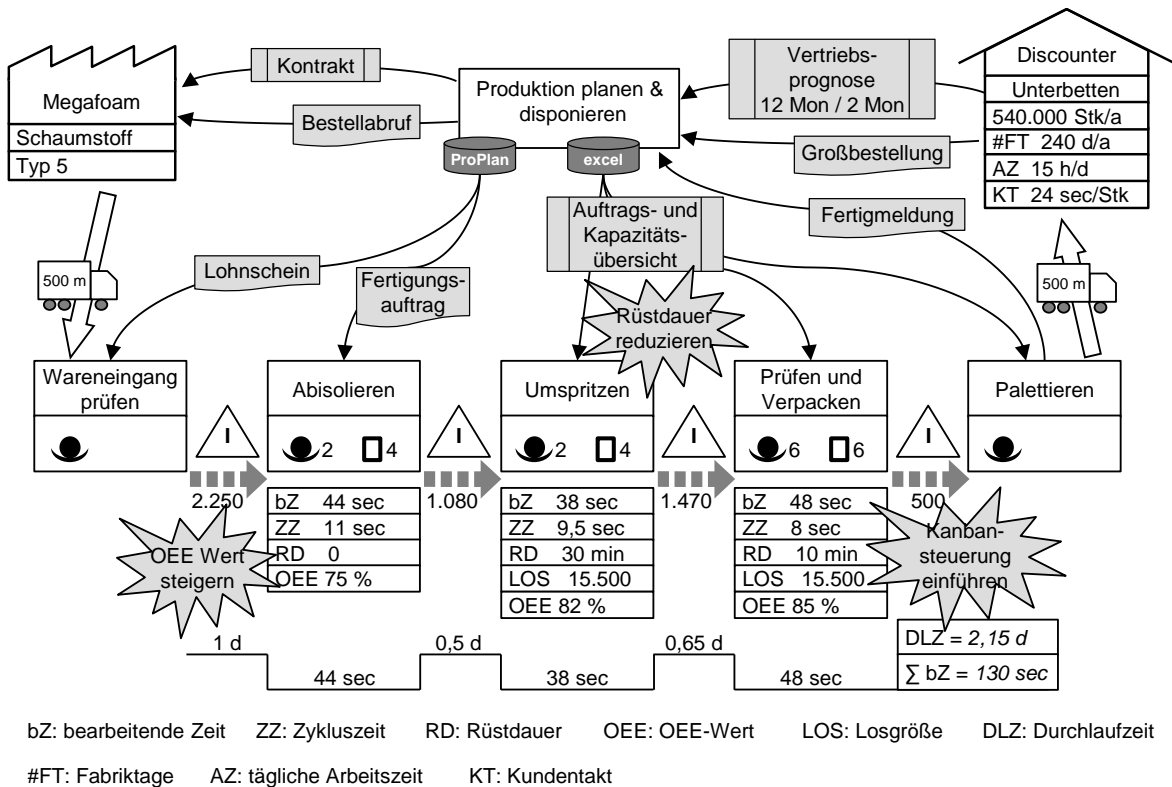 Megafoam
Schaumstoff
Typ 5
Kontrakt
Bestellabruf
Produktion planen &
disponieren
ProPlan
excel
Vertriebs-
prognose
12 Mon / 2 Mon
Großbestellung
Discounter
Unterbetten
540.000 Stk/a
#FT 240 d/a
AZ 15 h/d
KT 24 sec/Stk
500 m
Lohnschein
Fertigungs-
auftrag
Auftrags- und
Kapazitäts-
übersicht
Fertigmeldung
500 m
Rüstdauer
reduzieren
Wareneingang
prüfen
Abisolieren
2
4
Umspritzen
2
4
Prüfen und
Verpacken
6
6
Palettieren
I
I
I
I
2.250
1.080
1.470
500
OEE Wert
steigern
bZ 44 sec
ZZ 11 sec
RD 0
OEE 75 %
bZ 38 sec
ZZ 9,5 sec
RD 30 min
LOS 15.500
OEE 82 %
bZ 48 sec
ZZ 8 sec
RD 10 min
LOS 15.500
OEE 85 %
Kanban-
steuerung
einführen
1 d
44 sec
0,5 d
38 sec
0,65 d
48 sec
DLZ = 2,15 d
∑ bZ = 130 sec
bZ: bearbeitende Zeit ZZ: Zykluszeit RD: Rüstdauer OEE: OEE-Wert LOS: Losgröße DLZ: Durchlaufzeit
#FT: Fabriktage AZ: tägliche Arbeitszeit KT: Kundentakt